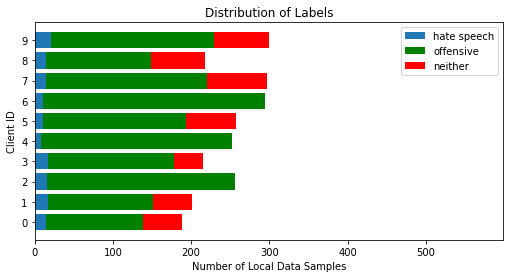 Distribution of Labels
hate speech
offensive
neither
Client ID
9
8
7
6
5
4
3
2
1
0
0 100 200 300 400 500
Number of Local Data Samples